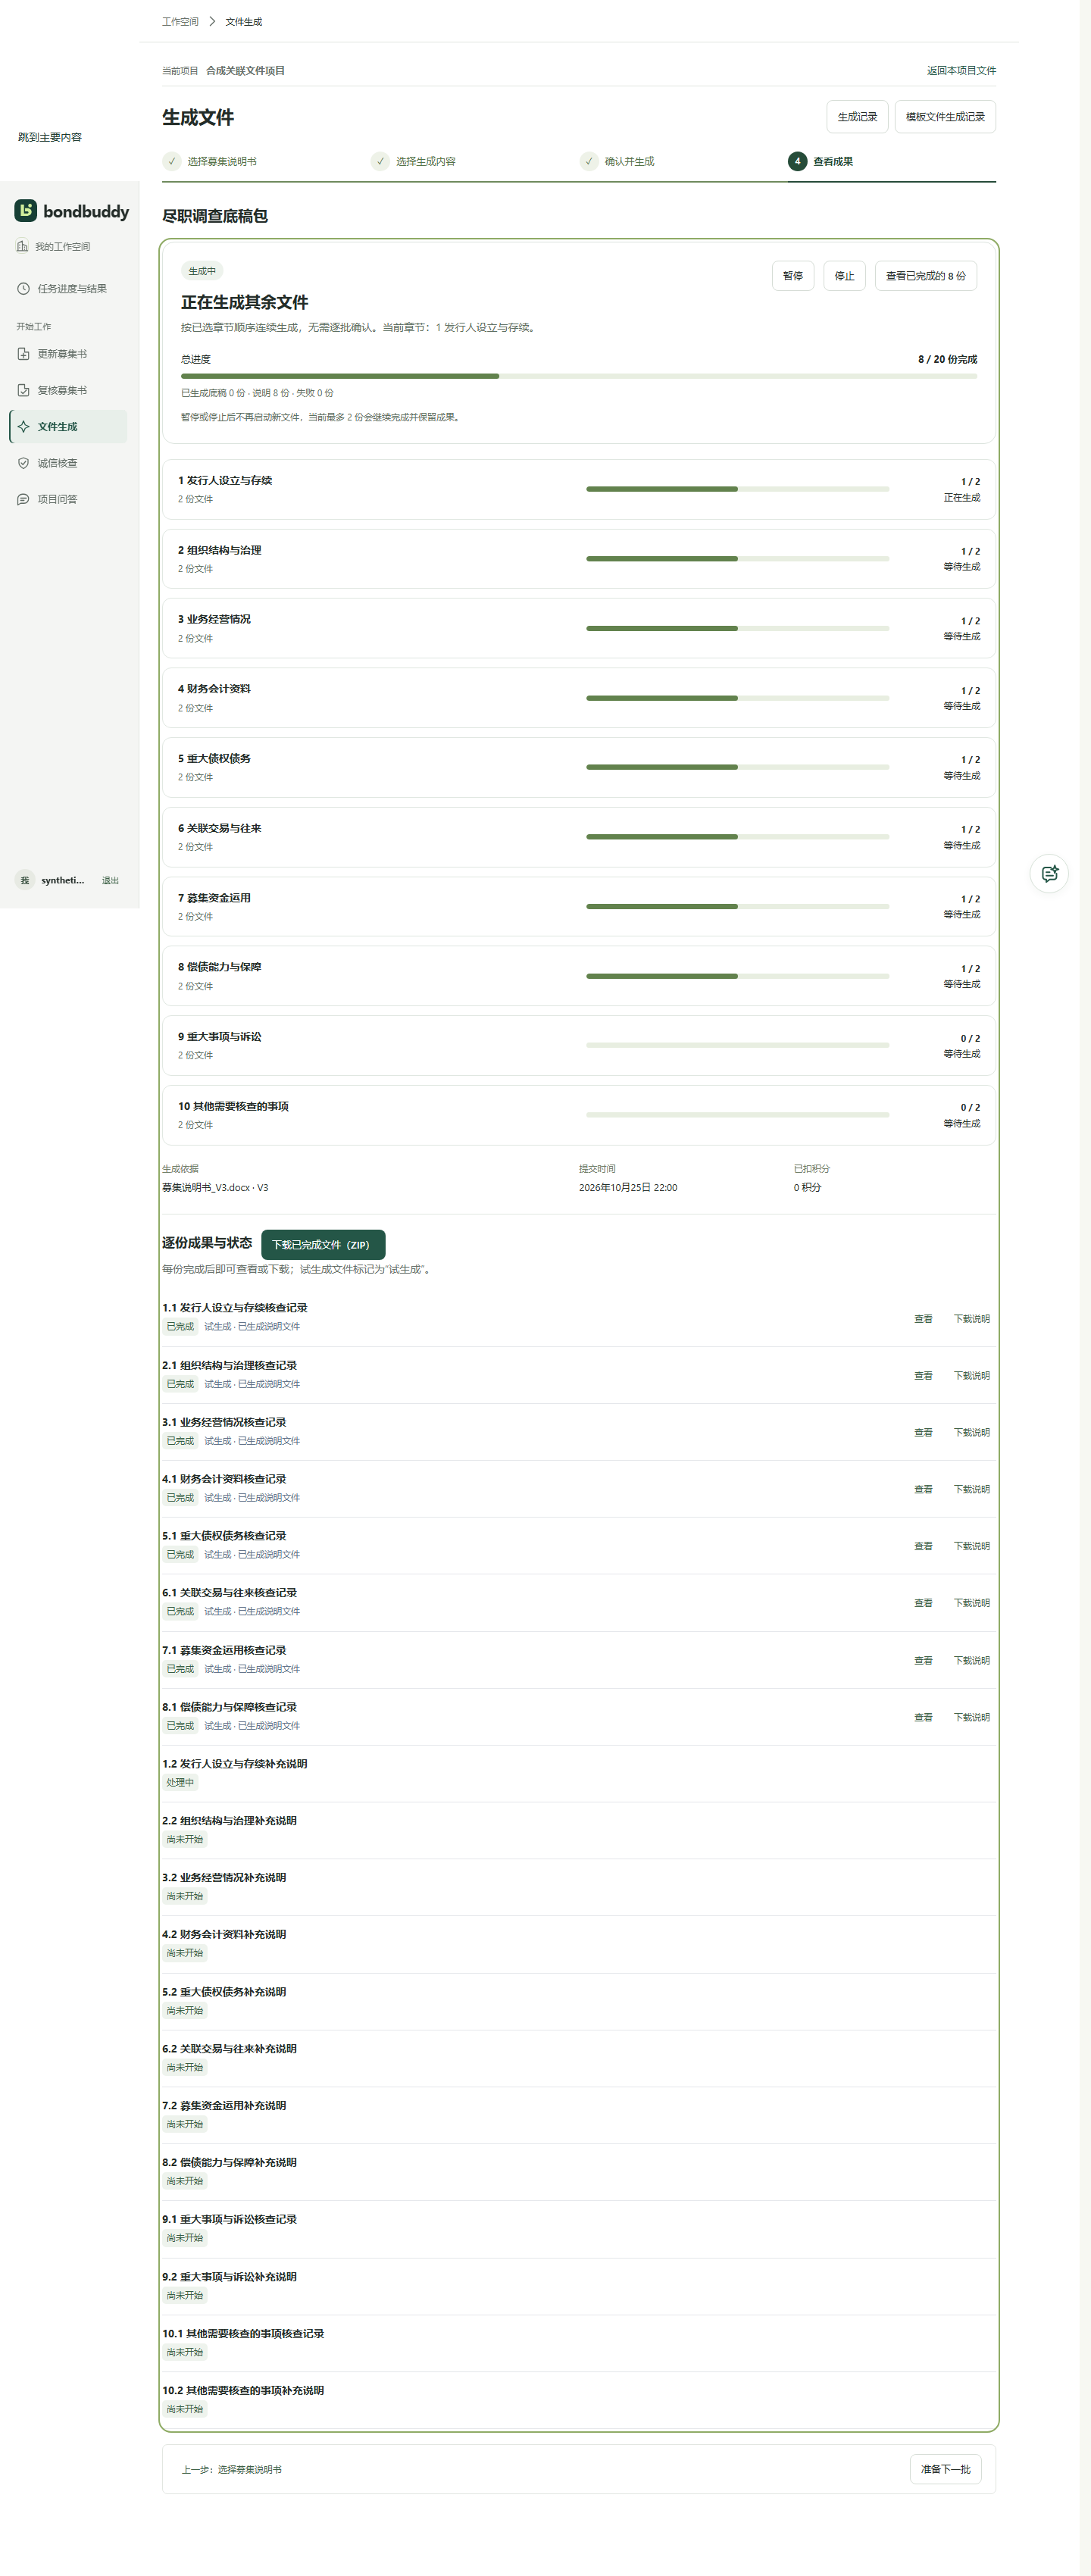 工作空间 > 文件生成
当前项目 合成关联文件项目
返回本项目文件
生成文件
生成记录
模板文件生成记录
跳到主要内容
✓ 选择募集说明书
✓ 选择生成内容
✓ 确认并生成
4 查看成果
bondbuddy
我的工作空间
任务进度与结果
开始工作
更新募集书
复核募集书
文件生成
诚信核查
项目问答
我 syntheti... 退出
尽职调查底稿包
生成中
暂停
停止
查看已完成的 8 份
正在生成其余文件
按已选章节顺序连续生成，无需逐批确认。当前章节：1 发行人设立与存续。
总进度
8 / 20 份完成
已生成底稿 0 份 · 说明 8 份 · 失败 0 份
暂停或停止后不再启动新文件，当前最多 2 份会继续完成并保留成果。
1 发行人设立与存续
2 份文件
1 / 2
正在生成
2 组织结构与治理
2 份文件
1 / 2
等待生成
3 业务经营情况
2 份文件
1 / 2
等待生成
4 财务会计资料
2 份文件
1 / 2
等待生成
5 重大债权债务
2 份文件
1 / 2
等待生成
6 关联交易与往来
2 份文件
1 / 2
等待生成
7 募集资金运用
2 份文件
1 / 2
等待生成
8 偿债能力与保障
2 份文件
1 / 2
等待生成
9 重大事项与诉讼
2 份文件
0 / 2
等待生成
10 其他需要核查的事项
2 份文件
0 / 2
等待生成
生成依据
募集说明书_V3.docx · V3
提交时间
2026年10月25日 22:00
已扣积分
0 积分
逐份成果与状态
下载已完成文件（ZIP）
每份完成后即可查看或下载；试生成文件标记为“试生成”。
1.1 发行人设立与存续核查记录
已完成 试生成 · 已生成说明文件
查看 下载说明
2.1 组织结构与治理核查记录
已完成 试生成 · 已生成说明文件
查看 下载说明
3.1 业务经营情况核查记录
已完成 试生成 · 已生成说明文件
查看 下载说明
4.1 财务会计资料核查记录
已完成 试生成 · 已生成说明文件
查看 下载说明
5.1 重大债权债务核查记录
已完成 试生成 · 已生成说明文件
查看 下载说明
6.1 关联交易与往来核查记录
已完成 试生成 · 已生成说明文件
查看 下载说明
7.1 募集资金运用核查记录
已完成 试生成 · 已生成说明文件
查看 下载说明
8.1 偿债能力与保障核查记录
已完成 试生成 · 已生成说明文件
查看 下载说明
1.2 发行人设立与存续补充说明
处理中
2.2 组织结构与治理补充说明
尚未开始
3.2 业务经营情况补充说明
尚未开始
4.2 财务会计资料补充说明
尚未开始
5.2 重大债权债务补充说明
尚未开始
6.2 关联交易与往来补充说明
尚未开始
7.2 募集资金运用补充说明
尚未开始
8.2 偿债能力与保障补充说明
尚未开始
9.1 重大事项与诉讼核查记录
尚未开始
9.2 重大事项与诉讼补充说明
尚未开始
10.1 其他需要核查的事项核查记录
尚未开始
10.2 其他需要核查的事项补充说明
尚未开始
上一步：选择募集说明书
准备下一批